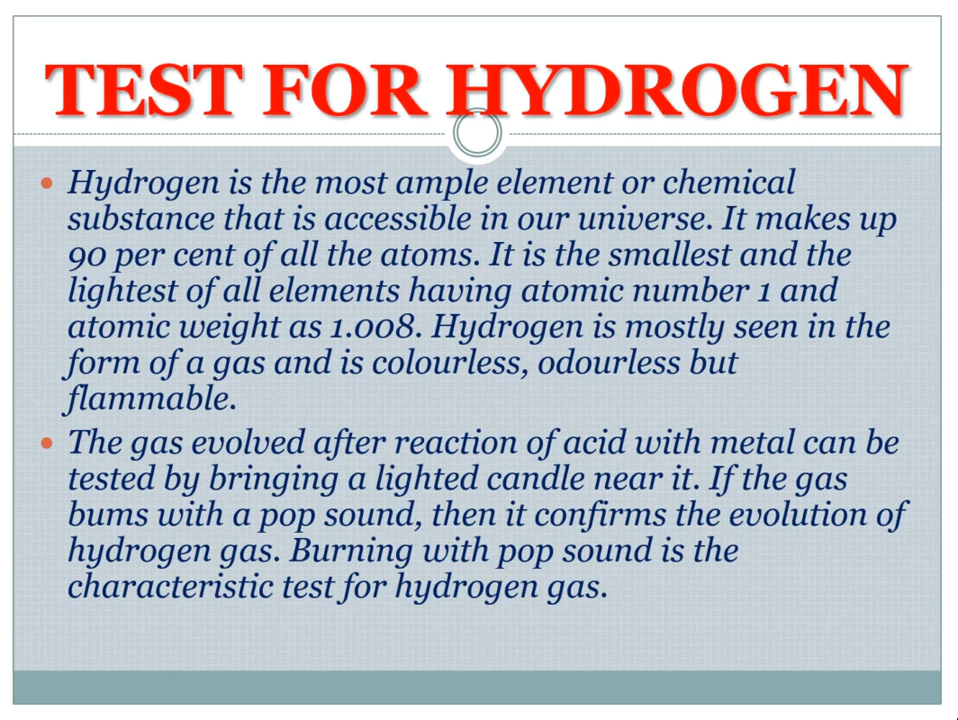 TEST FOR HYDROGEN
• Hydrogen is the most ample element or chemical
substance that is accessible in our universe. It makes up
90 per cent of all the atoms. It is the smallest and the
lightest of all elements having atomic number 1 and
atomic weight as 1.008. Hydrogen is mostly seen in the
form of a gas and is colourless, odourless but
flammable.
• The gas evolved after reaction of acid with metal can be
tested by bringing a lighted candle near it. If the gas
bums with a pop sound, then it confirms the evolution of
hydrogen gas. Burning with pop sound is the
characteristic test for hydrogen gas.